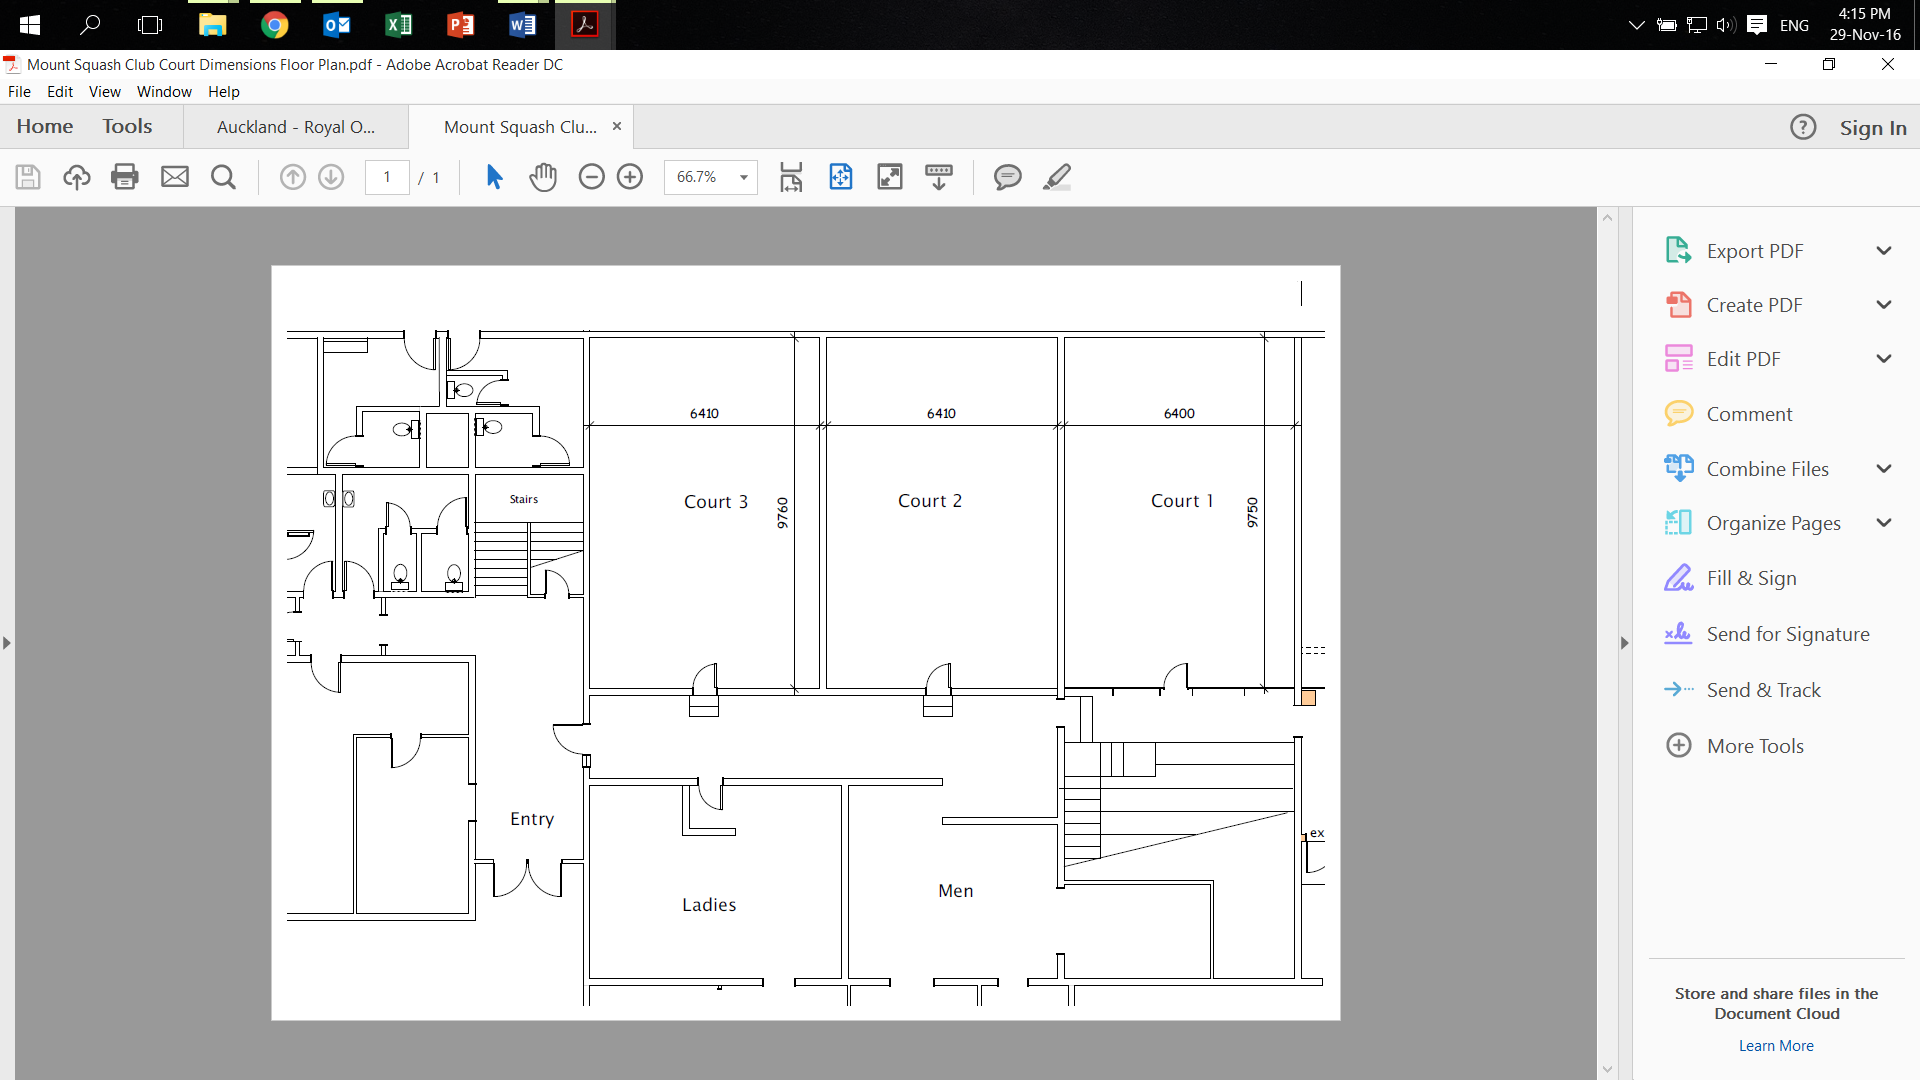 4:15 PM
ENG
29-Nov-16
Mount Squash Club Court Dimensions Floor Plan.pdf - Adobe Acrobat Reader DC
File Edit View Window Help
Home Tools Auckland - Royal O... Mount Squash Clu... × ? Sign In
1 / 1 66.7%
Export PDF
Create PDF
Edit PDF
Comment
Combine Files
Organize Pages
Fill & Sign
Send for Signature
Send & Track
More Tools
Store and share files in the
Document Cloud
Learn More
6410 6410 6400
Stairs
Court 3 Court 2 Court 1
9760 9750
Entry
ex
Ladies
Men